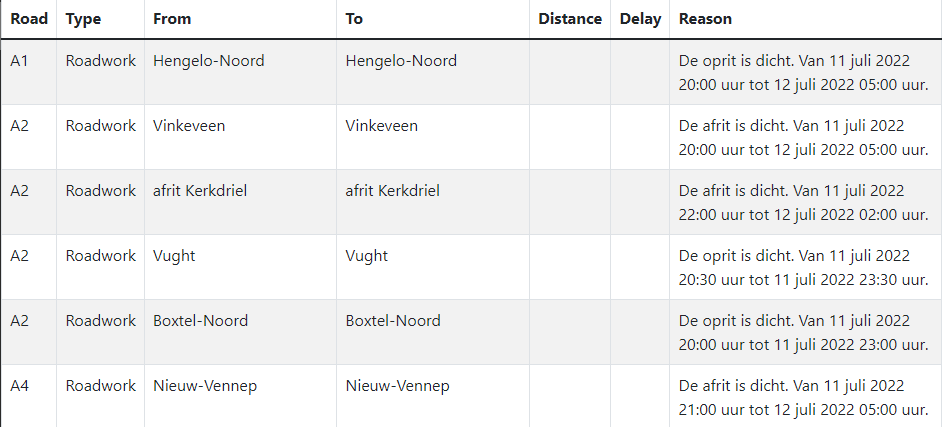 Road Type From To Distance Delay Reason
A1 Roadwork Hengelo-Noord Hengelo-Noord De oprit is dicht. Van 11 juli 2022
20:00 uur tot 12 juli 2022 05:00 uur.
A2 Roadwork Vinkeveen Vinkeveen De afrit is dicht. Van 11 juli 2022
20:00 uur tot 12 juli 2022 05:00 uur.
A2 Roadwork afrit Kerkdriel afrit Kerkdriel De afrit is dicht. Van 11 juli 2022
22:00 uur tot 12 juli 2022 02:00 uur.
A2 Roadwork Vught Vught De oprit is dicht. Van 11 juli 2022
20:30 uur tot 11 juli 2022 23:30 uur.
A2 Roadwork Boxtel-Noord Boxtel-Noord De oprit is dicht. Van 11 juli 2022
20:00 uur tot 11 juli 2022 23:00 uur.
A4 Roadwork Nieuw-Vennep Nieuw-Vennep De afrit is dicht. Van 11 juli 2022
21:00 uur tot 12 juli 2022 05:00 uur.